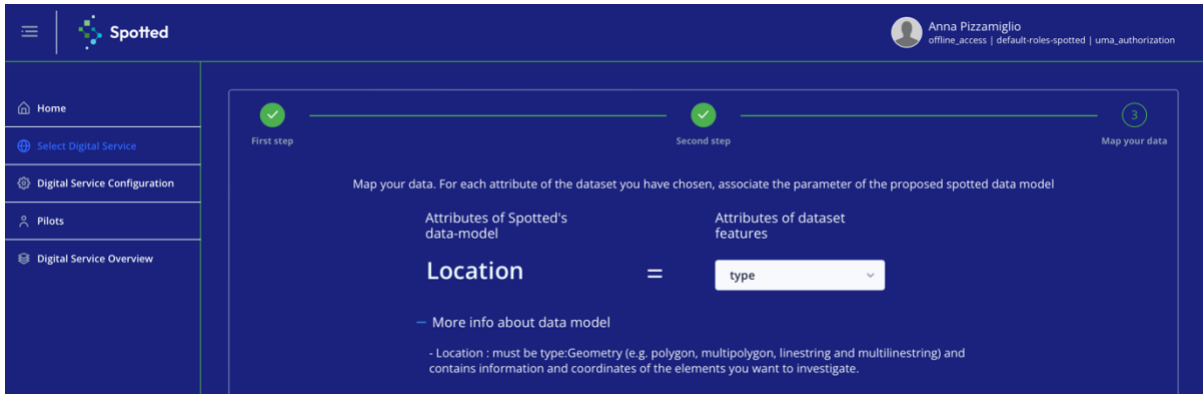 Spotted
Anna Pizzamiglio
offline_access | default-roles-spotted | uma_authorization
Home
Select Digital Service
Digital Service Configuration
Pilots
Digital Service Overview
First step
Second step
3
Map your data
Map your data. For each attribute of the dataset you have chosen, associate the parameter of the proposed spotted data model
Attributes of Spotted's
data-model
Attributes of dataset
features
Location
=
type
— More info about data model
- Location : must be type:Geometry (e.g. polygon, multipolygon, linestring and multilinestring) and
contains information and coordinates of the elements you want to investigate.